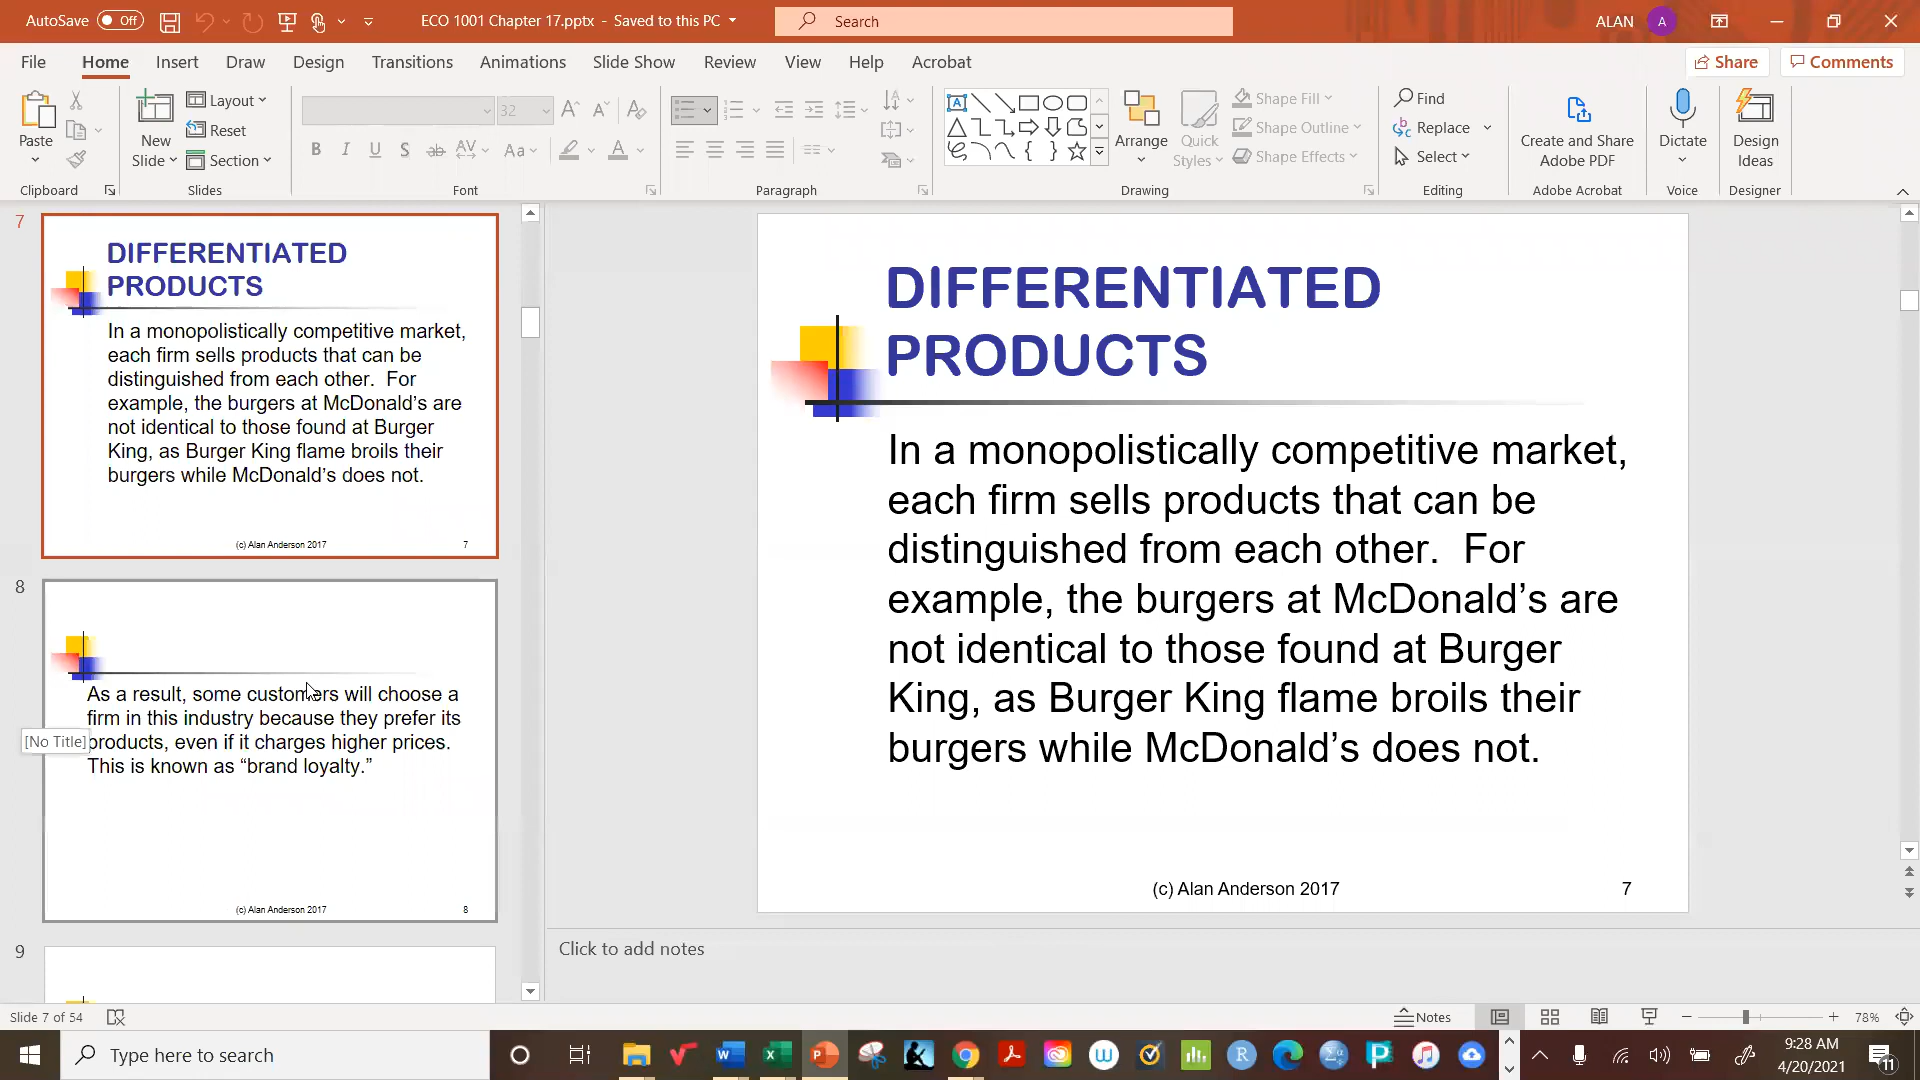 AutoSave Off
ECO 1001 Chapter 17.pptx - Saved to this PC
Search
ALAN A
File Home Insert Draw Design Transitions Animations Slide Show Review View Help Acrobat
Share Comments
Paste
New Slide
Layout
Reset
Section
32
Aa
Arrange
Quick Styles
Shape Fill
Shape Outline
Shape Effects
Find
Replace
Select
Create and Share Adobe PDF
Dictate
Design Ideas
Clipboard Slides Font Paragraph Drawing Editing Adobe Acrobat Voice Designer
7
DIFFERENTIATED
PRODUCTS
In a monopolistically competitive market,
each firm sells products that can be
distinguished from each other.  For
example, the burgers at McDonald’s are
not identical to those found at Burger
King, as Burger King flame broils their
burgers while McDonald’s does not.
(c) Alan Anderson 2017 7
8
As a result, some customers will choose a
firm in this industry because they prefer its
products, even if it charges higher prices.
This is known as “brand loyalty.”
[No Title]
(c) Alan Anderson 2017 8
9
DIFFERENTIATED
PRODUCTS
In a monopolistically competitive market,
each firm sells products that can be
distinguished from each other.  For
example, the burgers at McDonald’s are
not identical to those found at Burger
King, as Burger King flame broils their
burgers while McDonald’s does not.
(c) Alan Anderson 2017 7
Click to add notes
Slide 7 of 54
Notes
78%
Type here to search
9:28 AM
4/20/2021
11